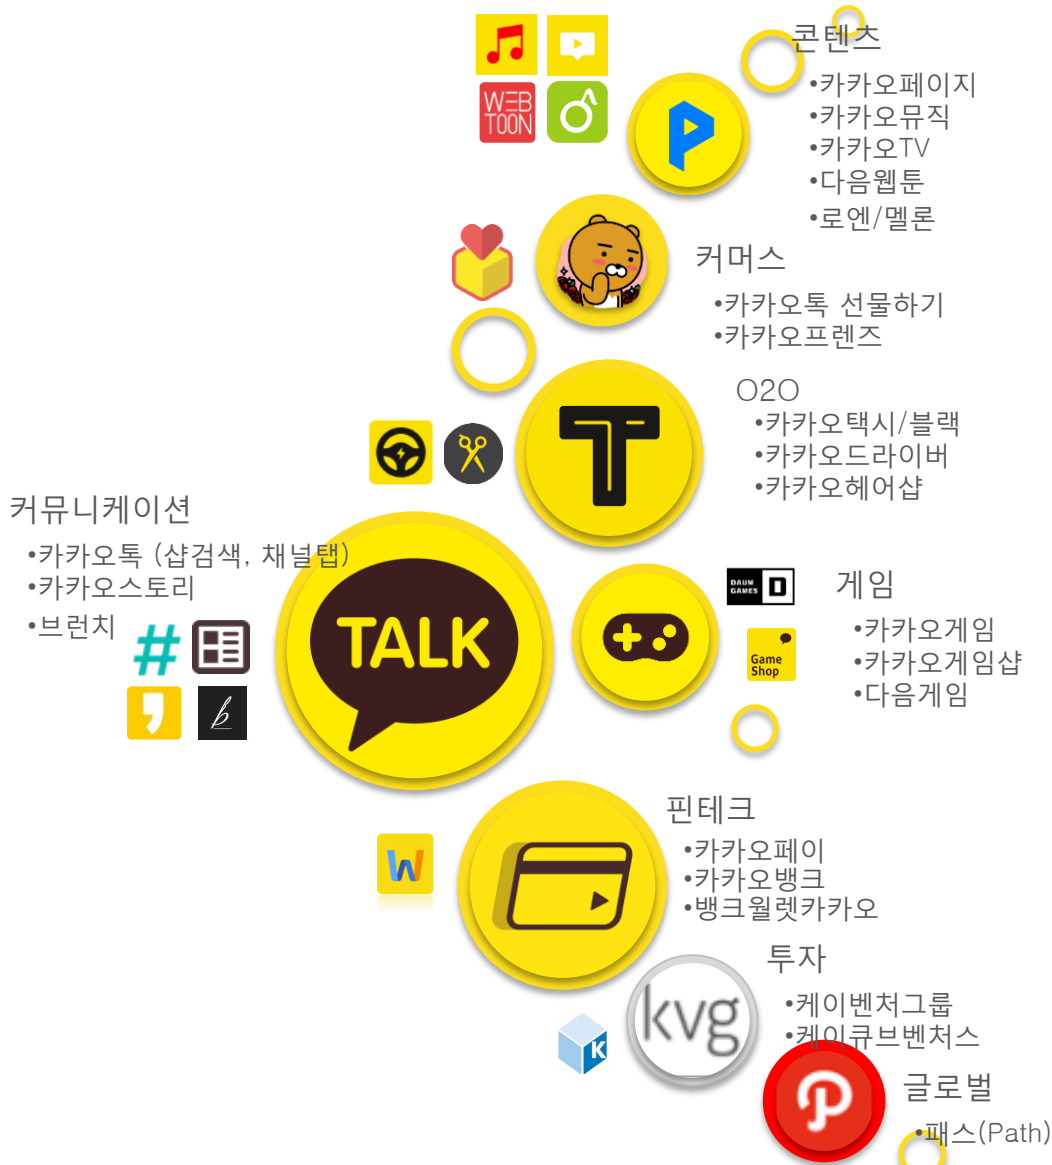 콘텐츠
•카카오페이지
•카카오뮤직
•카카오TV
•다음웹툰
•로엔/멜론
WEB
TOON
커머스
•카카오톡 선물하기
•카카오프렌즈
O2O
•카카오택시/블랙
•카카오드라이버
•카카오헤어샵
T
커뮤니케이션
•카카오톡 (샵검색, 채널탭)
•카카오스토리
•브런치
#
b
TALK
게임
•카카오게임
•카카오게임샵
•다음게임
DAUM
GAMES
D
Game
Shop
핀테크
•카카오페이
•카카오뱅크
•뱅크월렛카카오
W
투자
•케이벤처그룹
•케이큐브벤처스
kvg
K
글로벌
•패스(Path)
P